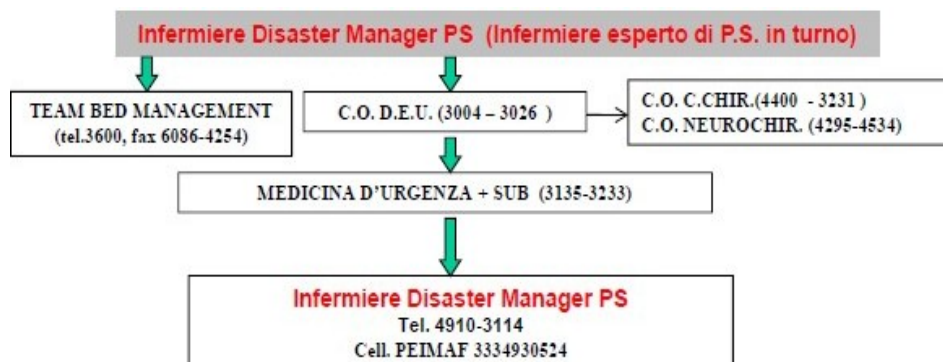 Infermiere Disaster Manager PS (Infermiere esperto di P.S. in turno)
TEAM BED MANAGEMENT
(tel.3600, fax 6086-4254)
C.O. D.E.U. (3004 – 3026 )
C.O. C.CHIR.(4400 - 3231 )
C.O. NEUROCHIR. (4295-4534)
MEDICINA D'URGENZA + SUB (3135-3233)
Infermiere Disaster Manager PS
Tel. 4910-3114
Cell. PEIMAF 3334930524